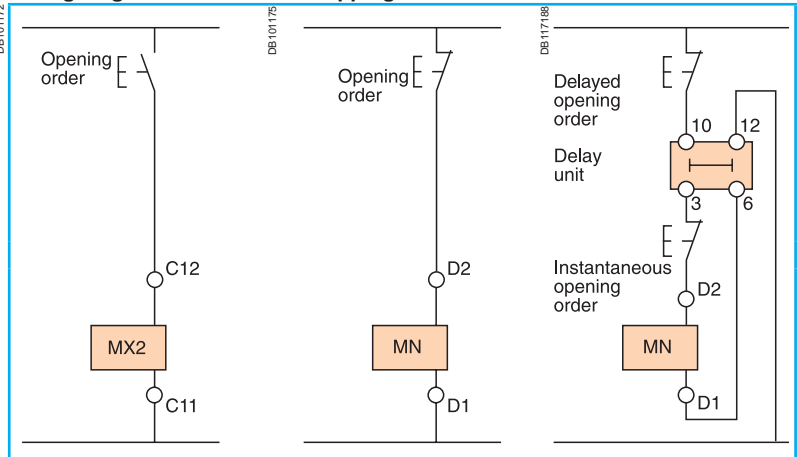 DB101172
Opening
order
C12
MX2
C11
DB101175
Opening
order
D2
MN
D1
DB117188
Delayed
opening
order
10 12
Delay
unit
3 6
Instantaneous
opening
order
D2
MN
D1